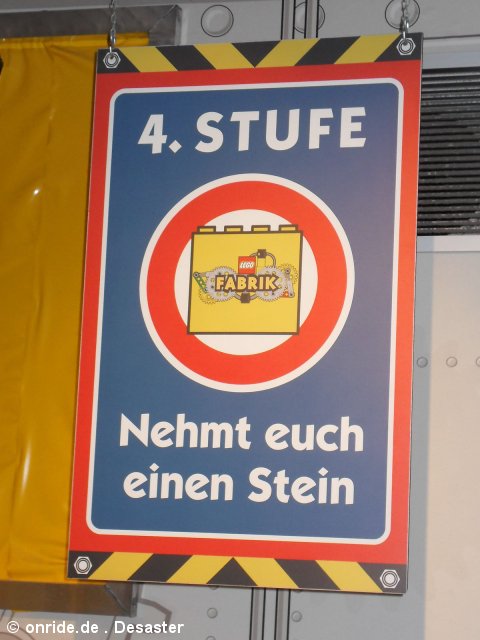 4. STUFE
LEGO
FABRIK
Nehmt euch
einen Stein
© onride.de . Desaster